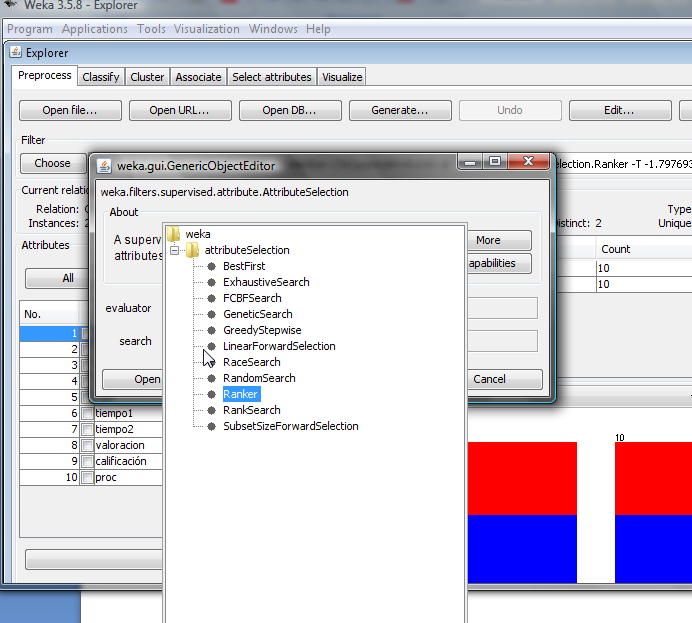 Weka 3.5.8 - Explorer
Program Applications Tools Visualization Windows Help
Explorer
Preprocess Classify Cluster Associate Select attributes Visualize
Open file... Open URL... Open DB... Generate... Undo Edit...
Filter
Choose election.Ranker -T -1.797693
weka.gui.GenericObjectEditor
Current relati
weka.filters.supervised.attribute.AttributeSelection
Relation: Type
Instances: 2 Distinct: 2 Unique
About
Attributes
A superv More
attributes apabilities
All
No. Count
1 10
2 10
3
4
5
6 tiempo1
7 tiempo2
8 valoracion
9 calificación
10 proc
evaluator
search
Open Cancel
weka
attributeSelection
BestFirst
ExhaustiveSearch
FCBFSearch
GeneticSearch
GreedyStepwise
LinearForwardSelection
RaceSearch
RandomSearch
Ranker
RankSearch
SubsetSizeForwardSelection
10